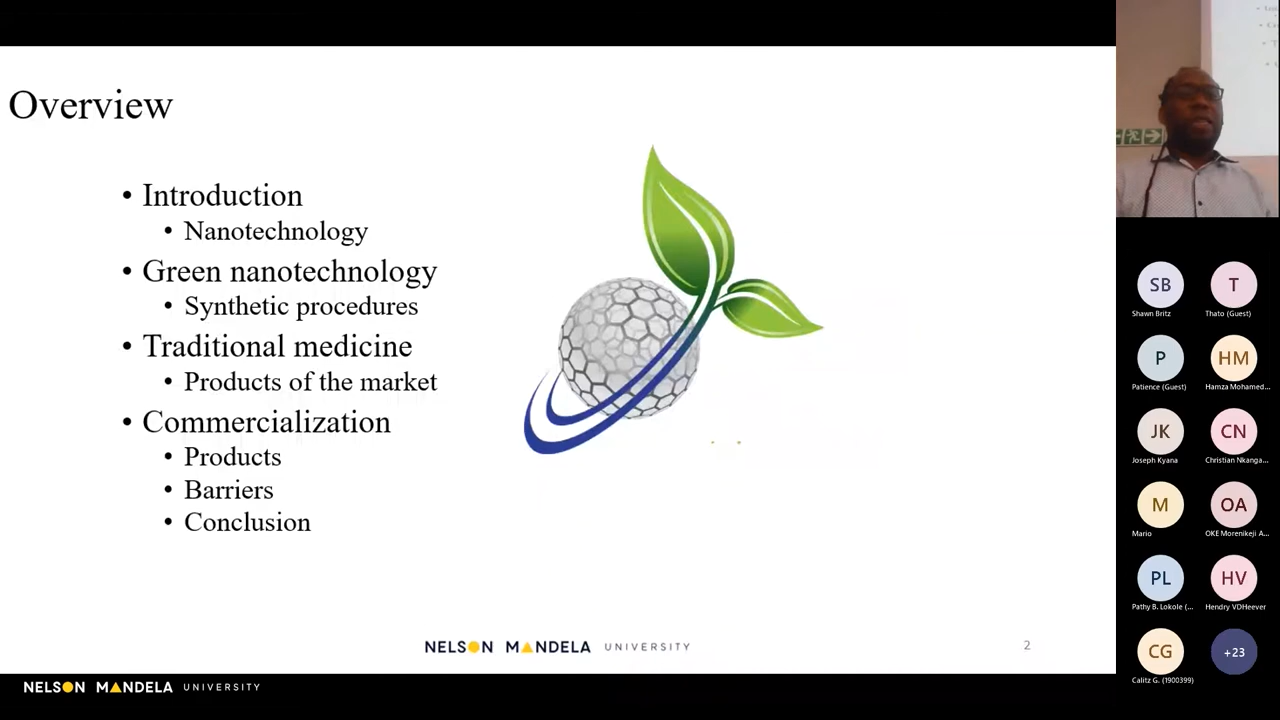 Overview
• Introduction
• Nanotechnology
• Green nanotechnology
• Synthetic procedures
• Traditional medicine
• Products of the market
• Commercialization
• Products
• Barriers
• Conclusion
NELSON MANDELA UNIVERSITY
2
NELSON MANDELA UNIVERSITY
SB
T
Shawn Britz
Thato (Guest)
P
HM
Patience (Guest)
Hamza Mohamed...
JK
CN
Joseph Kyana
Christian Nkanga...
M
OA
Mario
OKE Morenikeji A...
PL
HV
Pathy B. Lokole (...
Hendry VDHeever
CG
+23
Calitz G. (1900399)